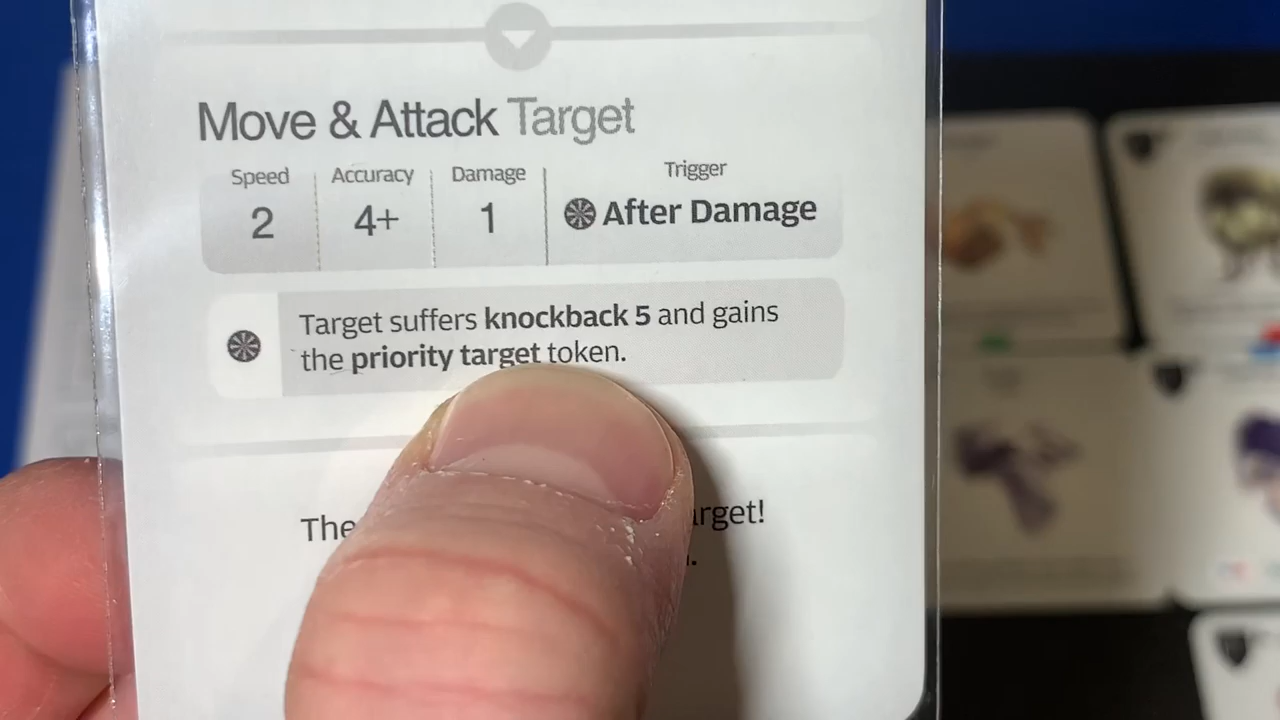 Move & Attack Target
Speed Accuracy Damage Trigger
2 4+ 1 After Damage
Target suffers knockback 5 and gains
the priority target token.
The